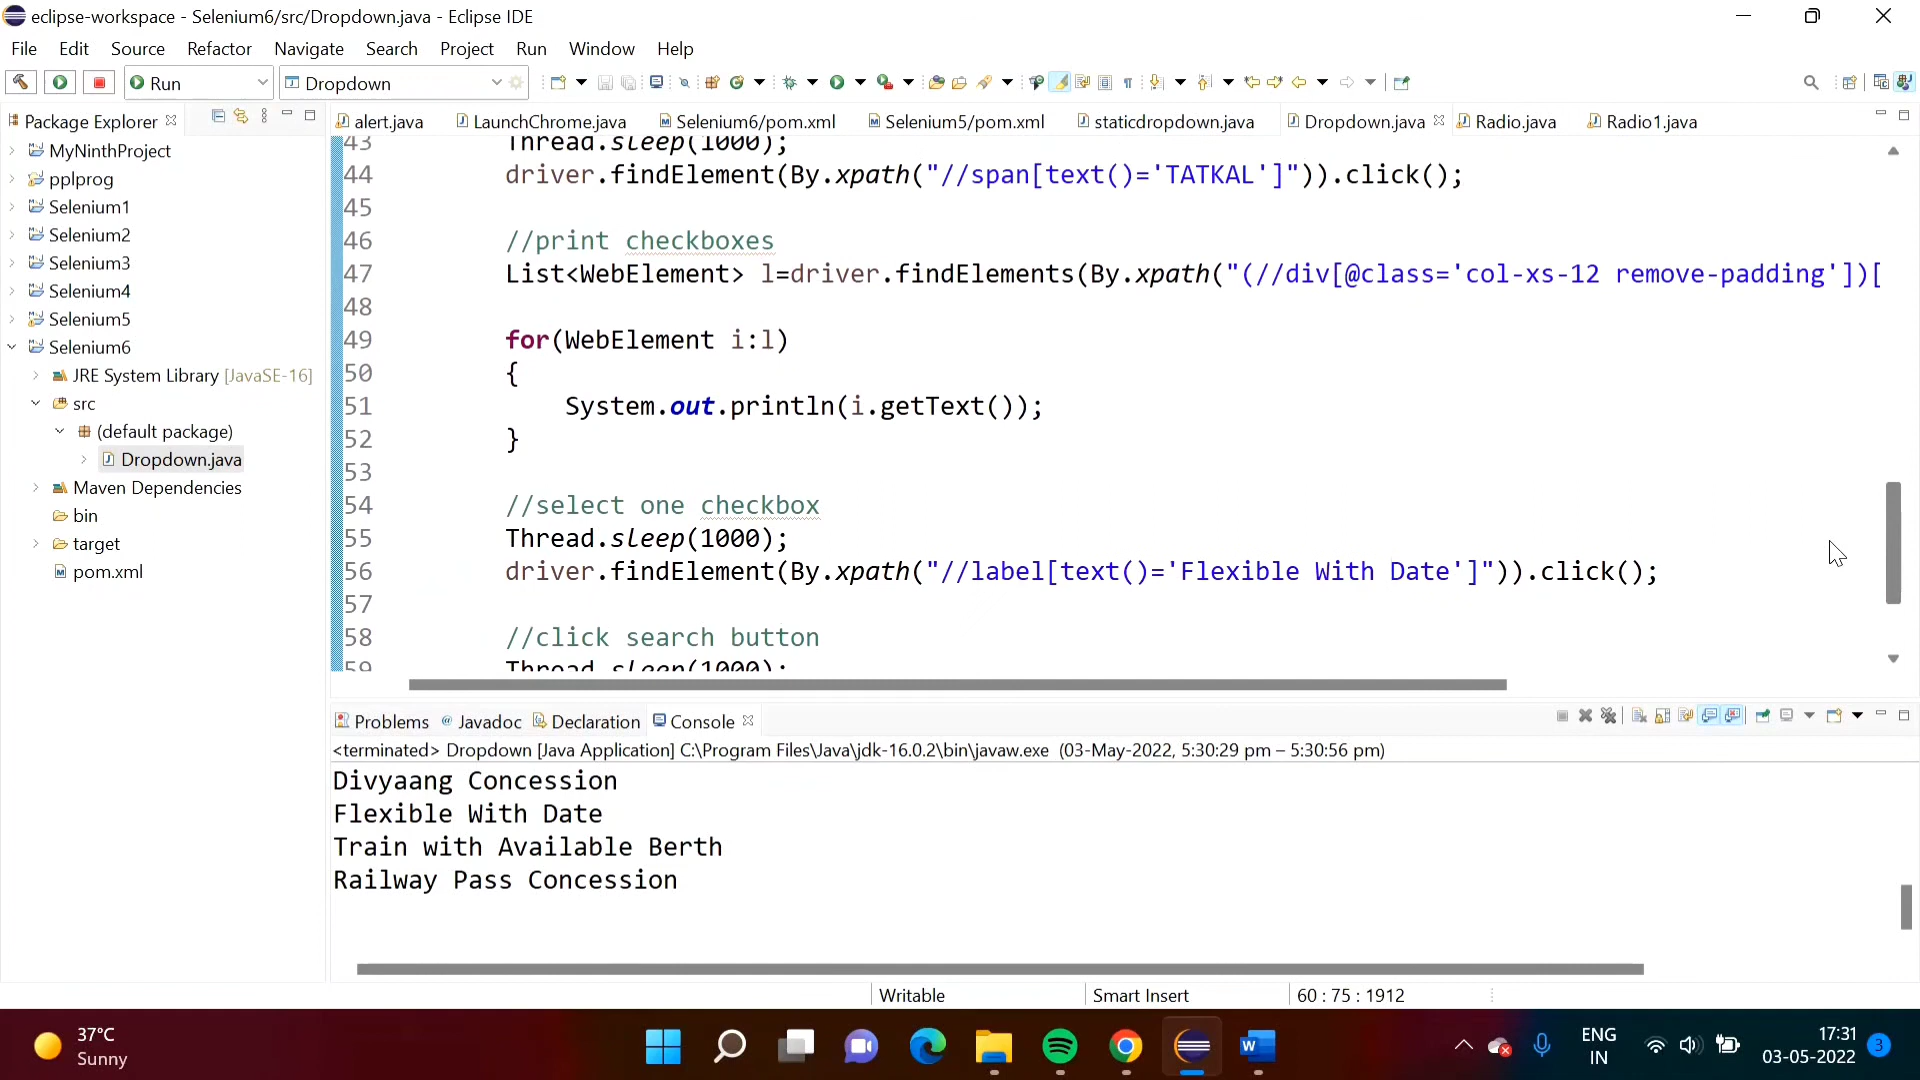 eclipse-workspace - Selenium6/src/Dropdown.java - Eclipse IDE
File Edit Source Refactor Navigate Search Project Run Window Help
Run Dropdown
Package Explorer
alert.java LaunchChrome.java Selenium6/pom.xml Selenium5/pom.xml staticdropdown.java Dropdown.java Radio.java Radio1.java
MyNinthProject
pplprog
Selenium1
Selenium2
Selenium3
Selenium4
Selenium5
Selenium6
JRE System Library [JavaSE-16]
src
(default package)
Dropdown.java
Maven Dependencies
bin
target
pom.xml
43 Thread.sleep(1000);
44 driver.findElement(By.xpath("//span[text()='TATKAL']")).click();
45
46 //print checkboxes
47 List<WebElement> l=driver.findElements(By.xpath("(//div[@class='col-xs-12 remove-padding'])[
48
49 for(WebElement i:l)
50 {
51 System.out.println(i.getText());
52 }
53
54 //select one checkbox
55 Thread.sleep(1000);
56 driver.findElement(By.xpath("//label[text()='Flexible With Date']")).click();
57
58 //click search button
59 Thread.sleep(1000);
Problems Javadoc Declaration Console
<terminated> Dropdown [Java Application] C:\Program Files\Java\jdk-16.0.2\bin\javaw.exe (03-May-2022, 5:30:29 pm – 5:30:56 pm)
Divyaang Concession
Flexible With Date
Train with Available Berth
Railway Pass Concession
Writable Smart Insert 60 : 75 : 1912
37°C
Sunny
ENG
IN
17:31
03-05-2022
3